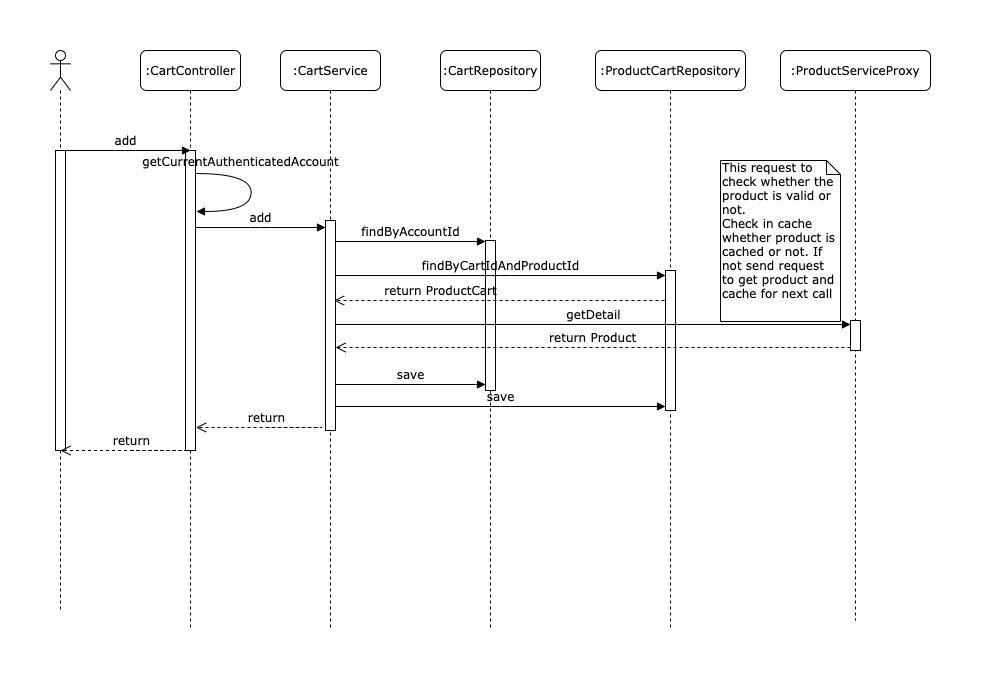 :CartController
:CartService
:CartRepository
:ProductCartRepository
:ProductServiceProxy
add
getCurrentAuthenticatedAccount
This request to
check whether the
product is valid or
not.
Check in cache
whether product is
cached or not. If
not send request
to get product and
cache for next call
add
findByAccountId
findByCartIdAndProductId
return ProductCart
getDetail
return Product
save
save
return
return